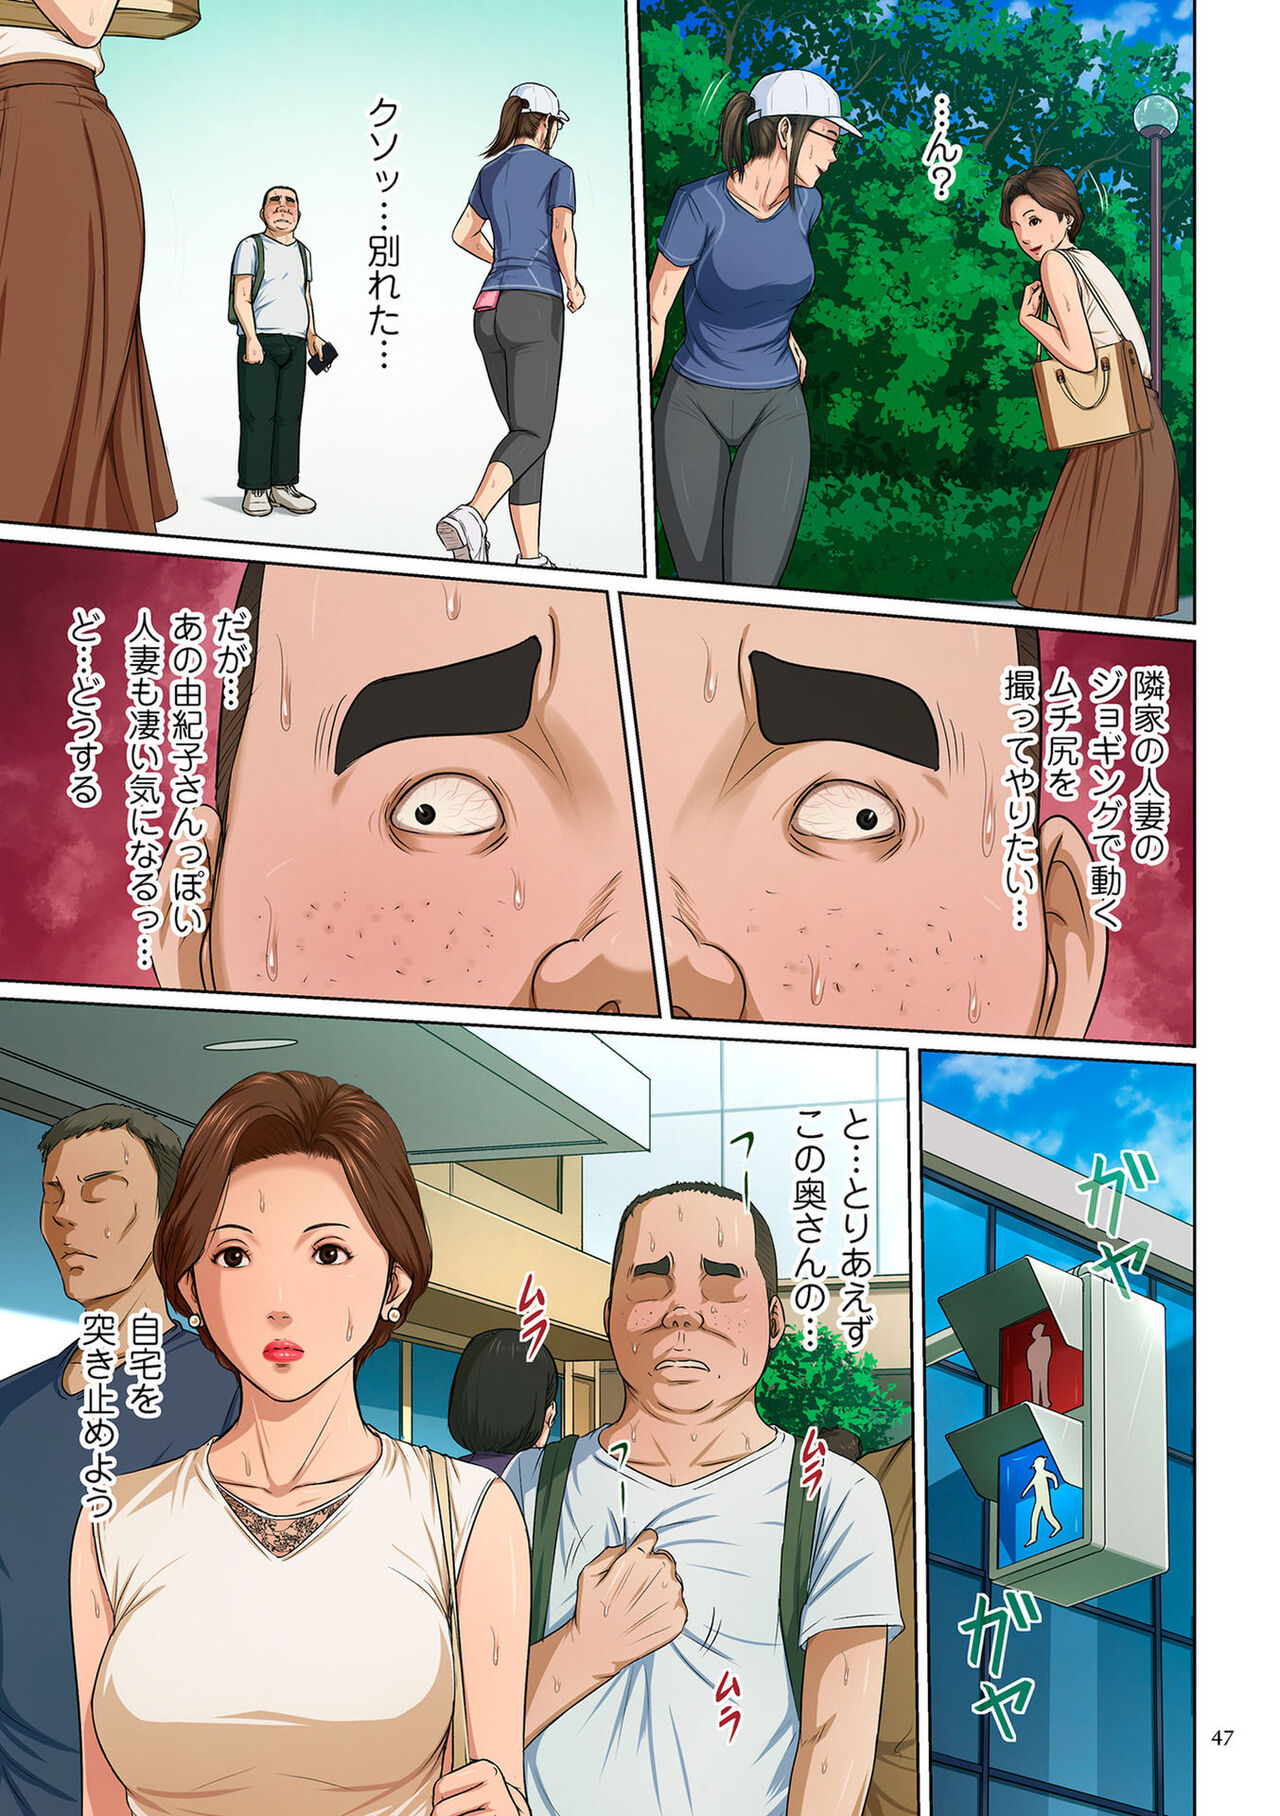 …ん？
クソッ…別れた…
隣家の人妻の
ジョギングで動く
ムチ尻を
撮ってやりたい…
だが…
あの由紀子さんっぽい
人妻も凄い気になるっ…
ど…どうする
ガヤ
ガヤ
と…とりあえず
この奥さんの…
ムラ
ムラ
ムラ
自宅を
突き止めよう
47